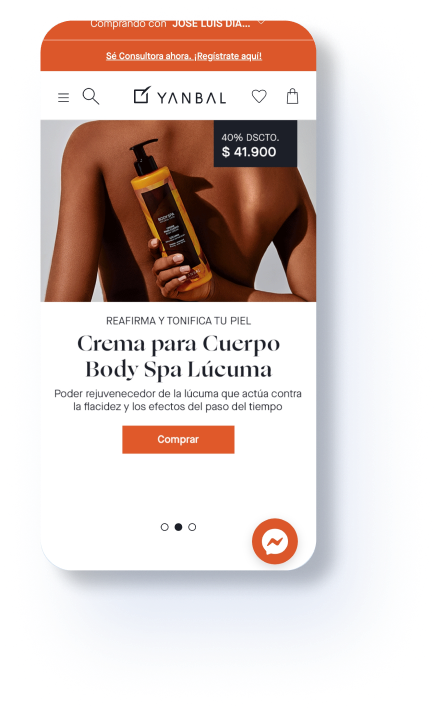 Comprando con JOSE LUIS DIA...
Sé Consultora ahora. ¡Regístrate aquí!
YANBAL
40% DSCTO.
$ 41.900
BODY SPA
REAFIRMA Y TONIFICA TU PIEL
Crema para Cuerpo
Body Spa Lúcuma
Poder rejuvenecedor de la lúcuma que actúa contra
la flacidez y los efectos del paso del tiempo
Comprar